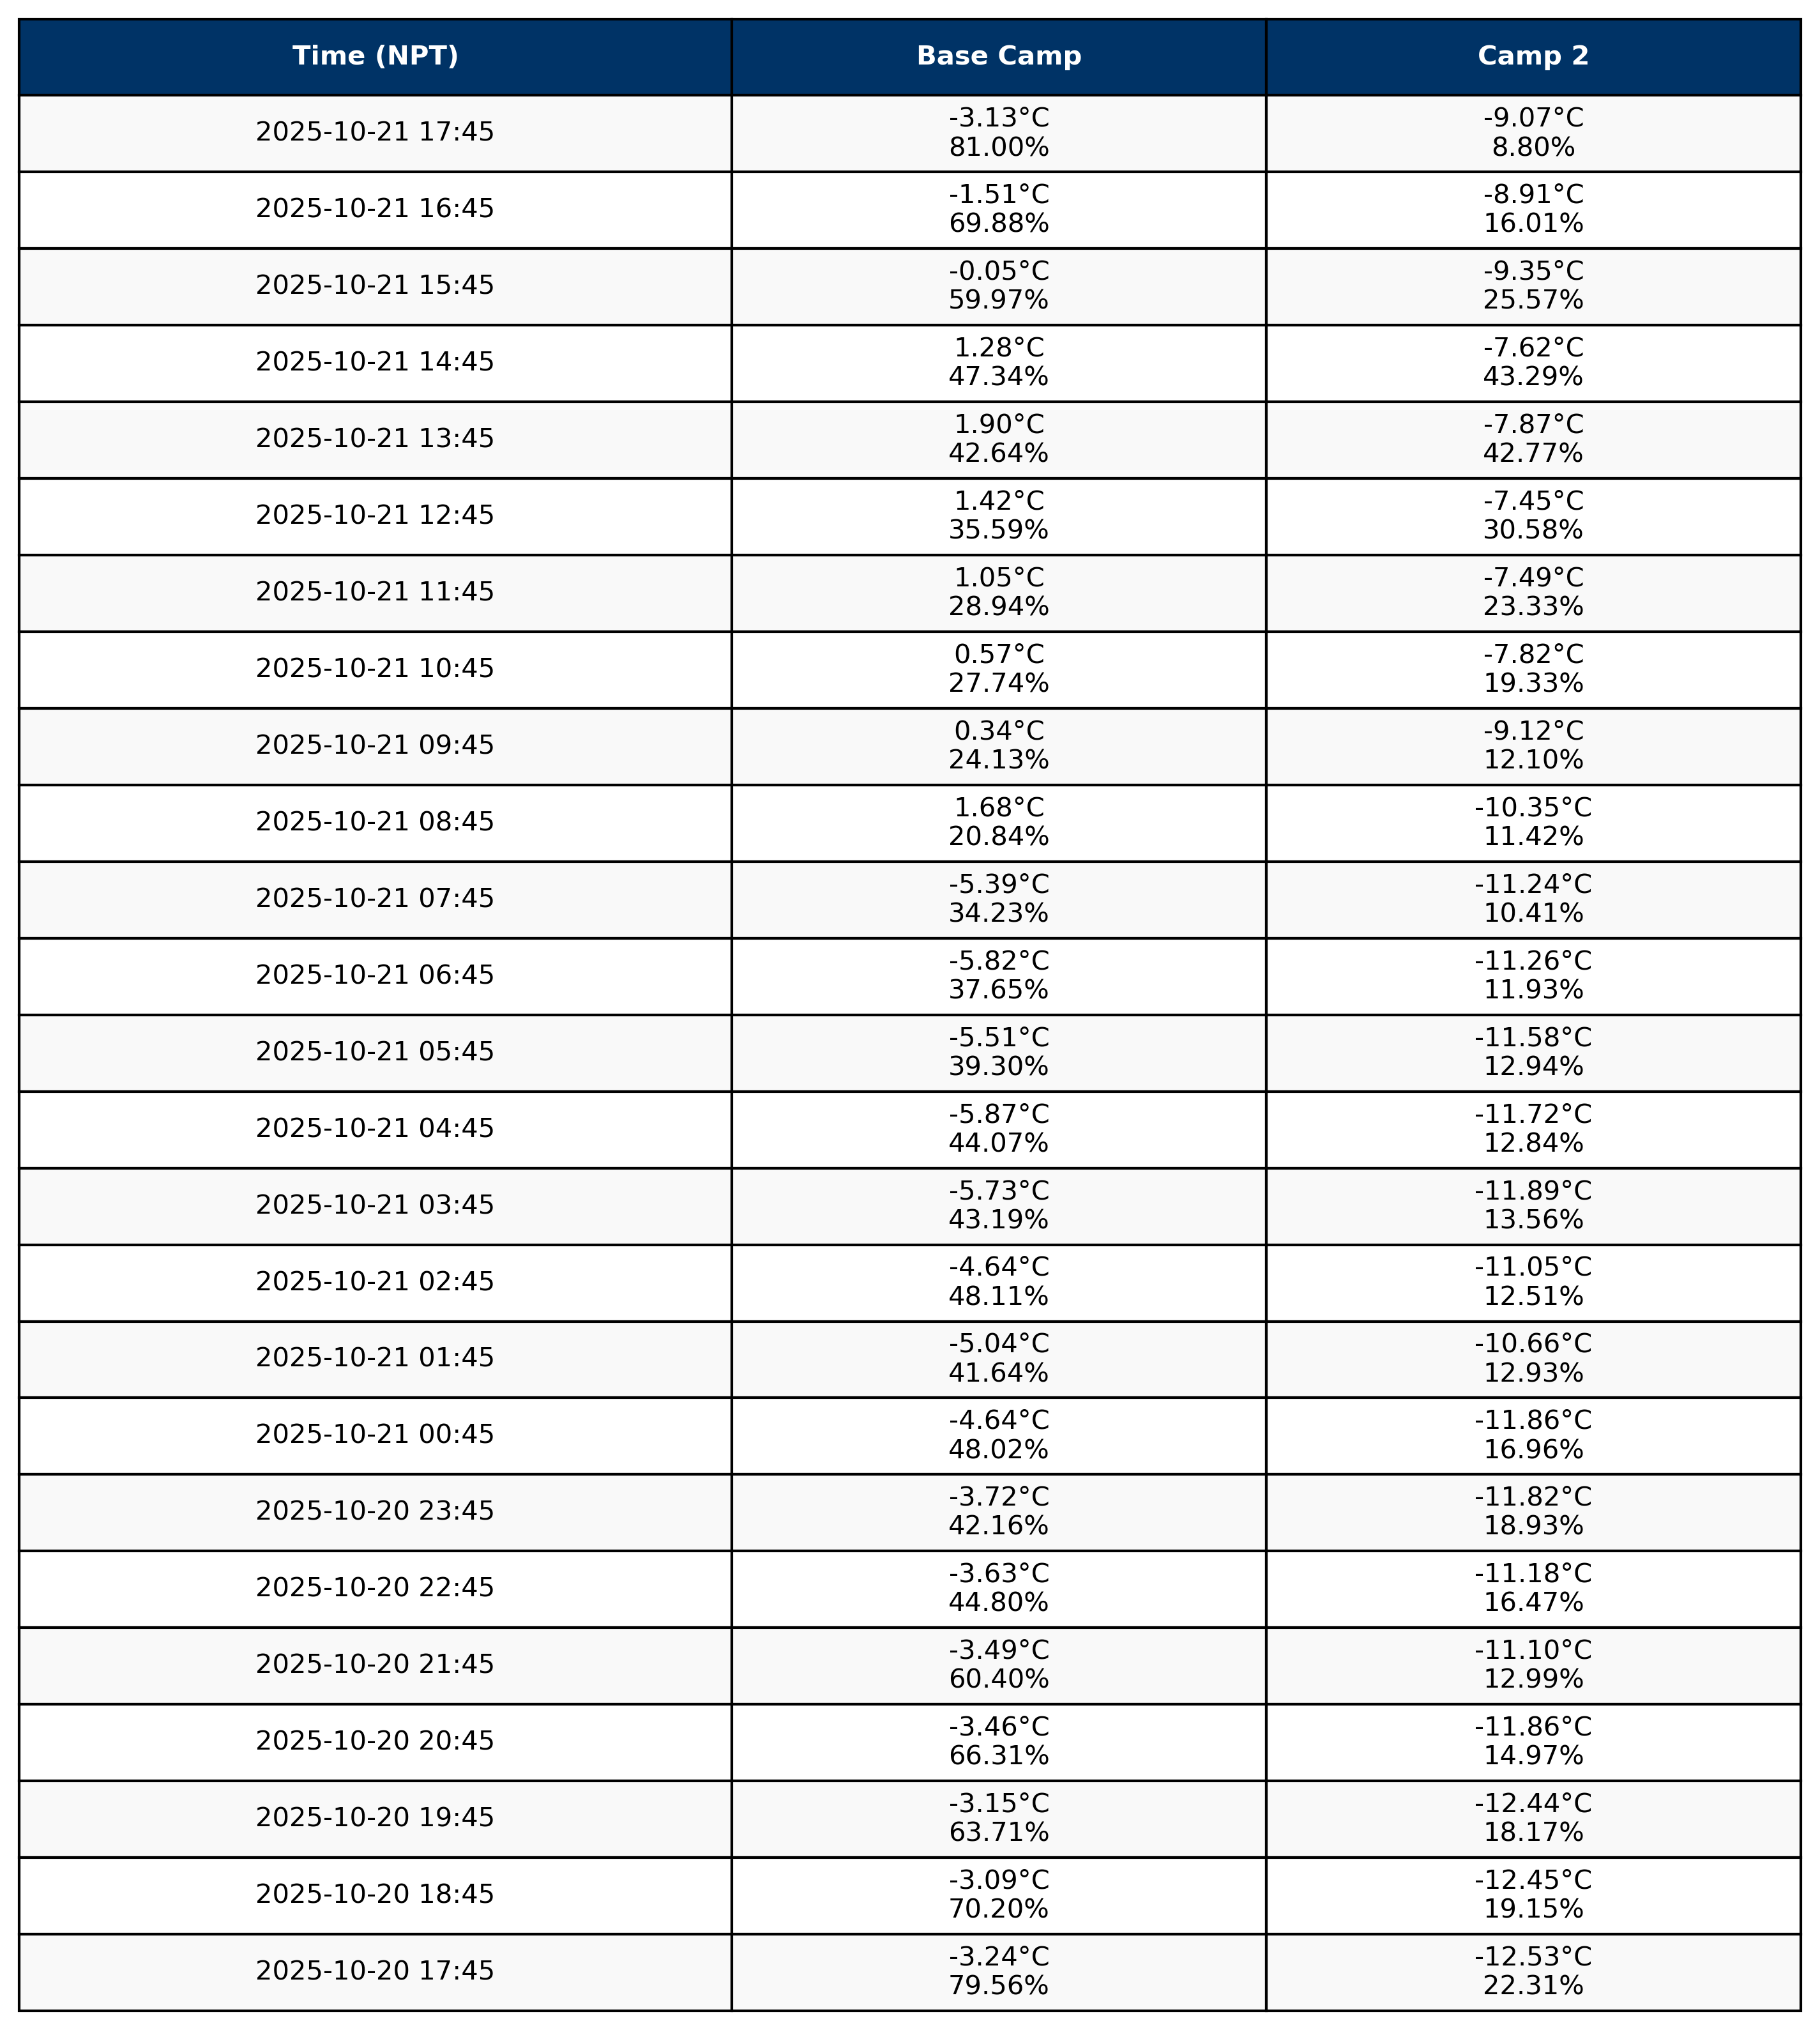 Time (NPT) Base Camp Camp 2
2025-10-21 17:45 -3.13°C -9.07°C
81.00% 8.80%
2025-10-21 16:45 -1.51°C -8.91°C
69.88% 16.01%
2025-10-21 15:45 -0.05°C -9.35°C
59.97% 25.57%
2025-10-21 14:45 1.28°C -7.62°C
47.34% 43.29%
2025-10-21 13:45 1.90°C -7.87°C
42.64% 42.77%
2025-10-21 12:45 1.42°C -7.45°C
35.59% 30.58%
2025-10-21 11:45 1.05°C -7.49°C
28.94% 23.33%
2025-10-21 10:45 0.57°C -7.82°C
27.74% 19.33%
2025-10-21 09:45 0.34°C -9.12°C
24.13% 12.10%
2025-10-21 08:45 1.68°C -10.35°C
20.84% 11.42%
2025-10-21 07:45 -5.39°C -11.24°C
34.23% 10.41%
2025-10-21 06:45 -5.82°C -11.26°C
37.65% 11.93%
2025-10-21 05:45 -5.51°C -11.58°C
39.30% 12.94%
2025-10-21 04:45 -5.87°C -11.72°C
44.07% 12.84%
2025-10-21 03:45 -5.73°C -11.89°C
43.19% 13.56%
2025-10-21 02:45 -4.64°C -11.05°C
48.11% 12.51%
2025-10-21 01:45 -5.04°C -10.66°C
41.64% 12.93%
2025-10-21 00:45 -4.64°C -11.86°C
48.02% 16.96%
2025-10-20 23:45 -3.72°C -11.82°C
42.16% 18.93%
2025-10-20 22:45 -3.63°C -11.18°C
44.80% 16.47%
2025-10-20 21:45 -3.49°C -11.10°C
60.40% 12.99%
2025-10-20 20:45 -3.46°C -11.86°C
66.31% 14.97%
2025-10-20 19:45 -3.15°C -12.44°C
63.71% 18.17%
2025-10-20 18:45 -3.09°C -12.45°C
70.20% 19.15%
2025-10-20 17:45 -3.24°C -12.53°C
79.56% 22.31%